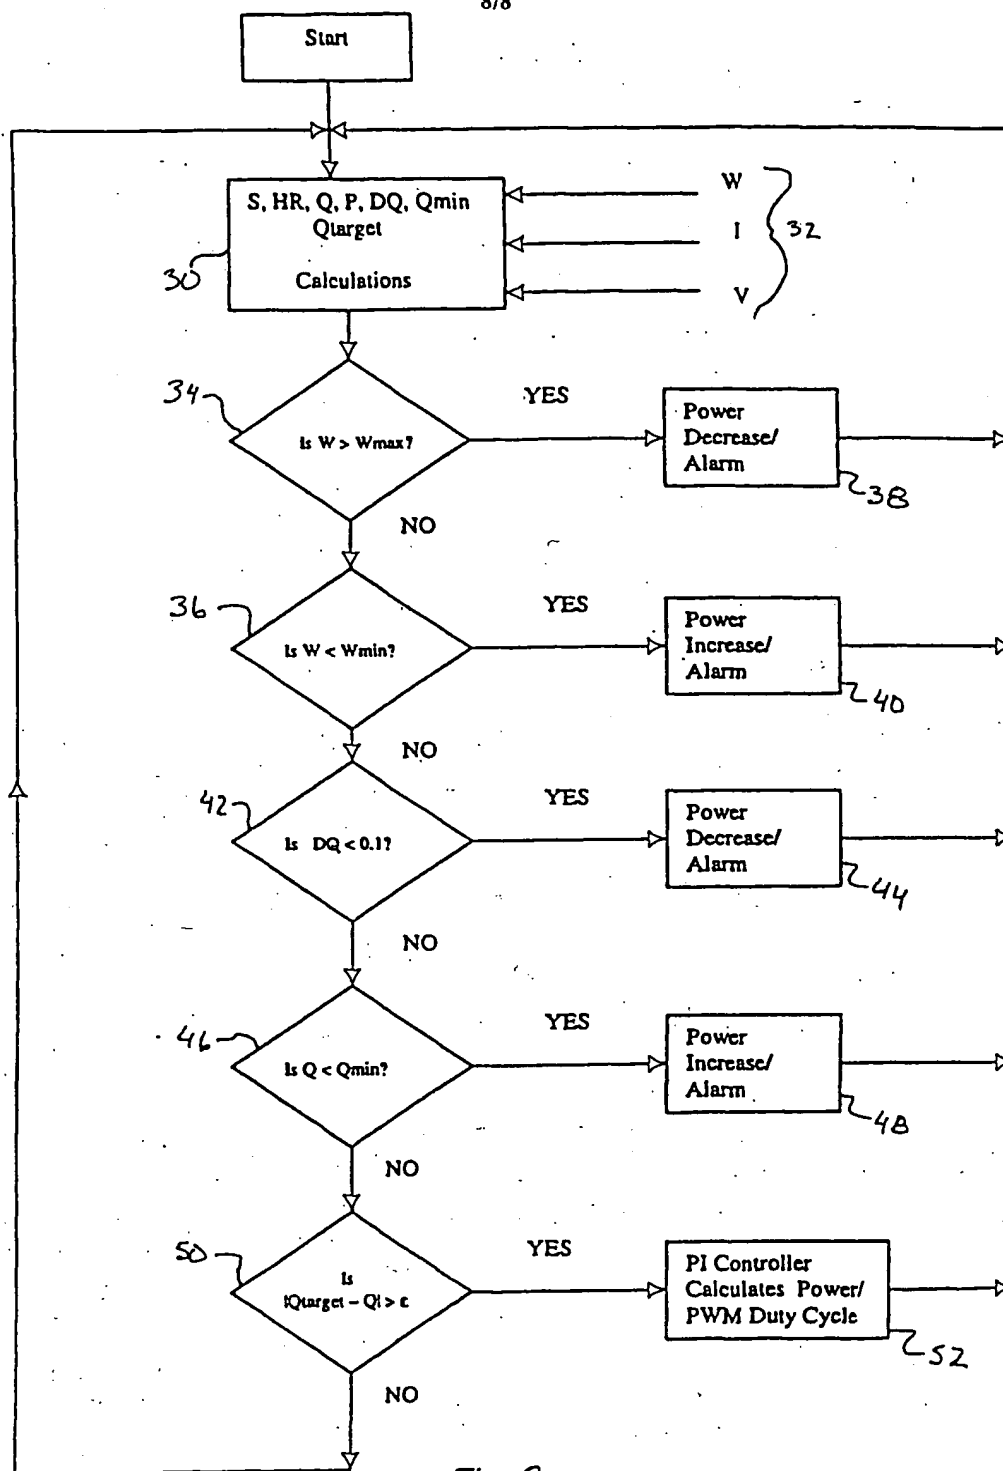 8/8
Start
S, HR, Q, P, DQ, Qmin
Qtarget
Calculations
30
W
I
V
32
34
Is W > Wmax?
YES
Power
Decrease/
Alarm
38
NO
36
Is W < Wmin?
YES
Power
Increase/
Alarm
40
NO
42
Is DQ < 0.1?
YES
Power
Decrease/
Alarm
44
NO
46
Is Q < Qmin?
YES
Power
Increase/
Alarm
48
NO
50
Is
|Qtarget – Q| > ε
YES
PI Controller
Calculates Power/
PWM Duty Cycle
52
NO